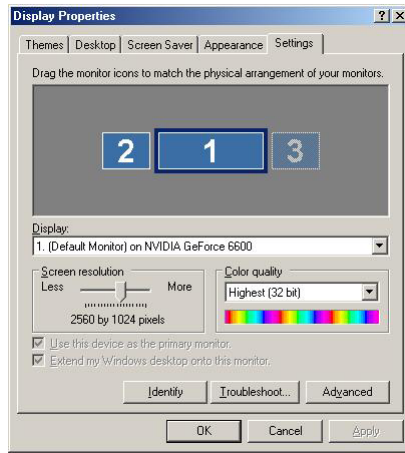 Display Properties
Themes Desktop Screen Saver Appearance Settings
Drag the monitor icons to match the physical arrangement of your monitors.
2 1 3
Display:
1. (Default Monitor) on NVIDIA GeForce 6600
Screen resolution
Less More
2560 by 1024 pixels
Color quality
Highest (32 bit)
Use this device as the primary monitor.
Extend my Windows desktop onto this monitor.
Identify Troubleshoot... Advanced
OK Cancel Apply